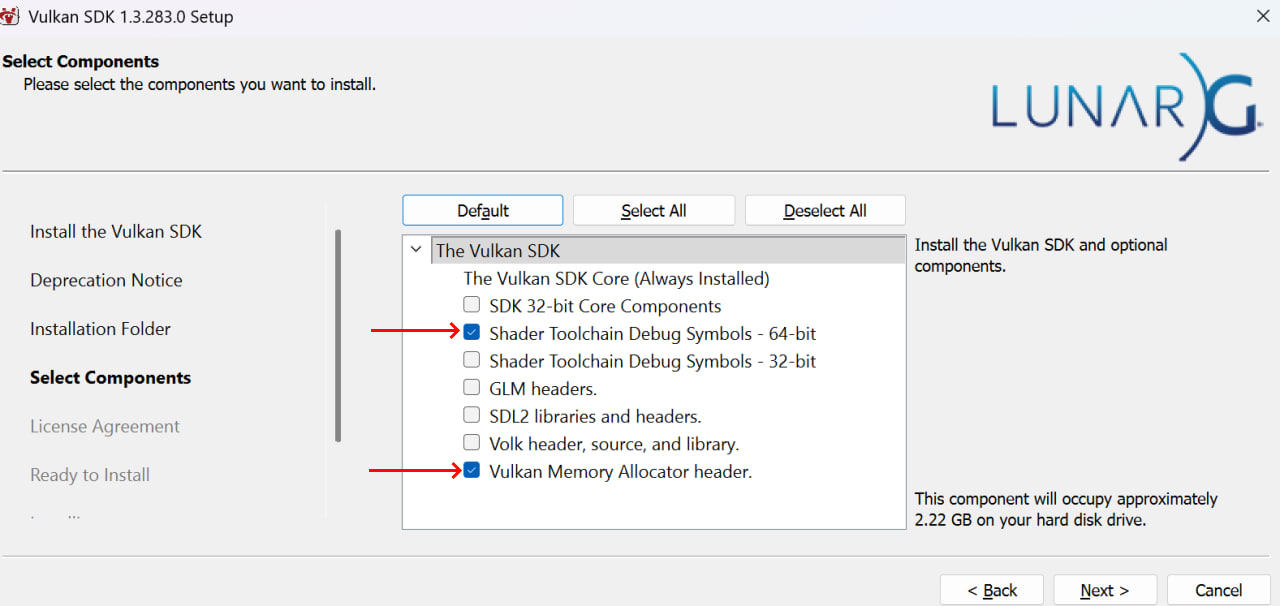 Vulkan SDK 1.3.283.0 Setup
Select Components
Please select the components you want to install.
LUNARG
Install the Vulkan SDK
Deprecation Notice
Installation Folder
Select Components
License Agreement
Ready to Install
Default
Select All
Deselect All
The Vulkan SDK
The Vulkan SDK Core (Always Installed)
SDK 32-bit Core Components
Shader Toolchain Debug Symbols - 64-bit
Shader Toolchain Debug Symbols - 32-bit
GLM headers.
SDL2 libraries and headers.
Volk header, source, and library.
Vulkan Memory Allocator header.
Install the Vulkan SDK and optional
components.
This component will occupy approximately
2.22 GB on your hard disk drive.
< Back
Next >
Cancel